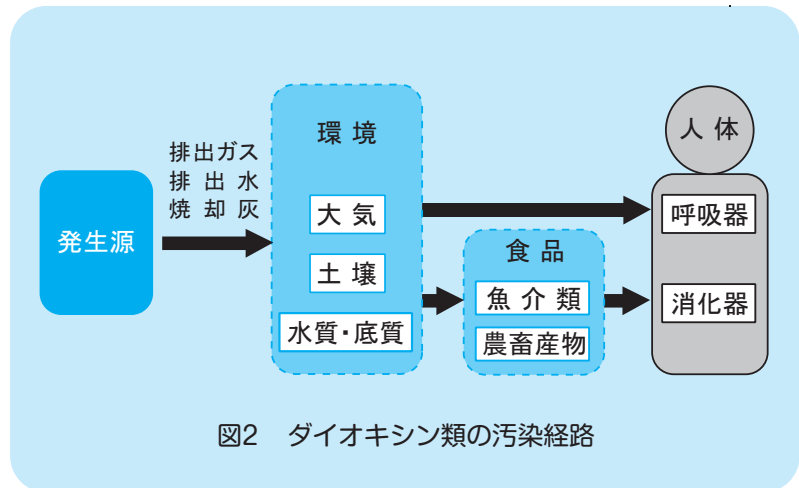 発生源
排出ガス
排出水
焼却灰
環境
大気
土壌
水質・底質
食品
魚介類
農畜産物
人体
呼吸器
消化器
図2　ダイオキシン類の汚染経路